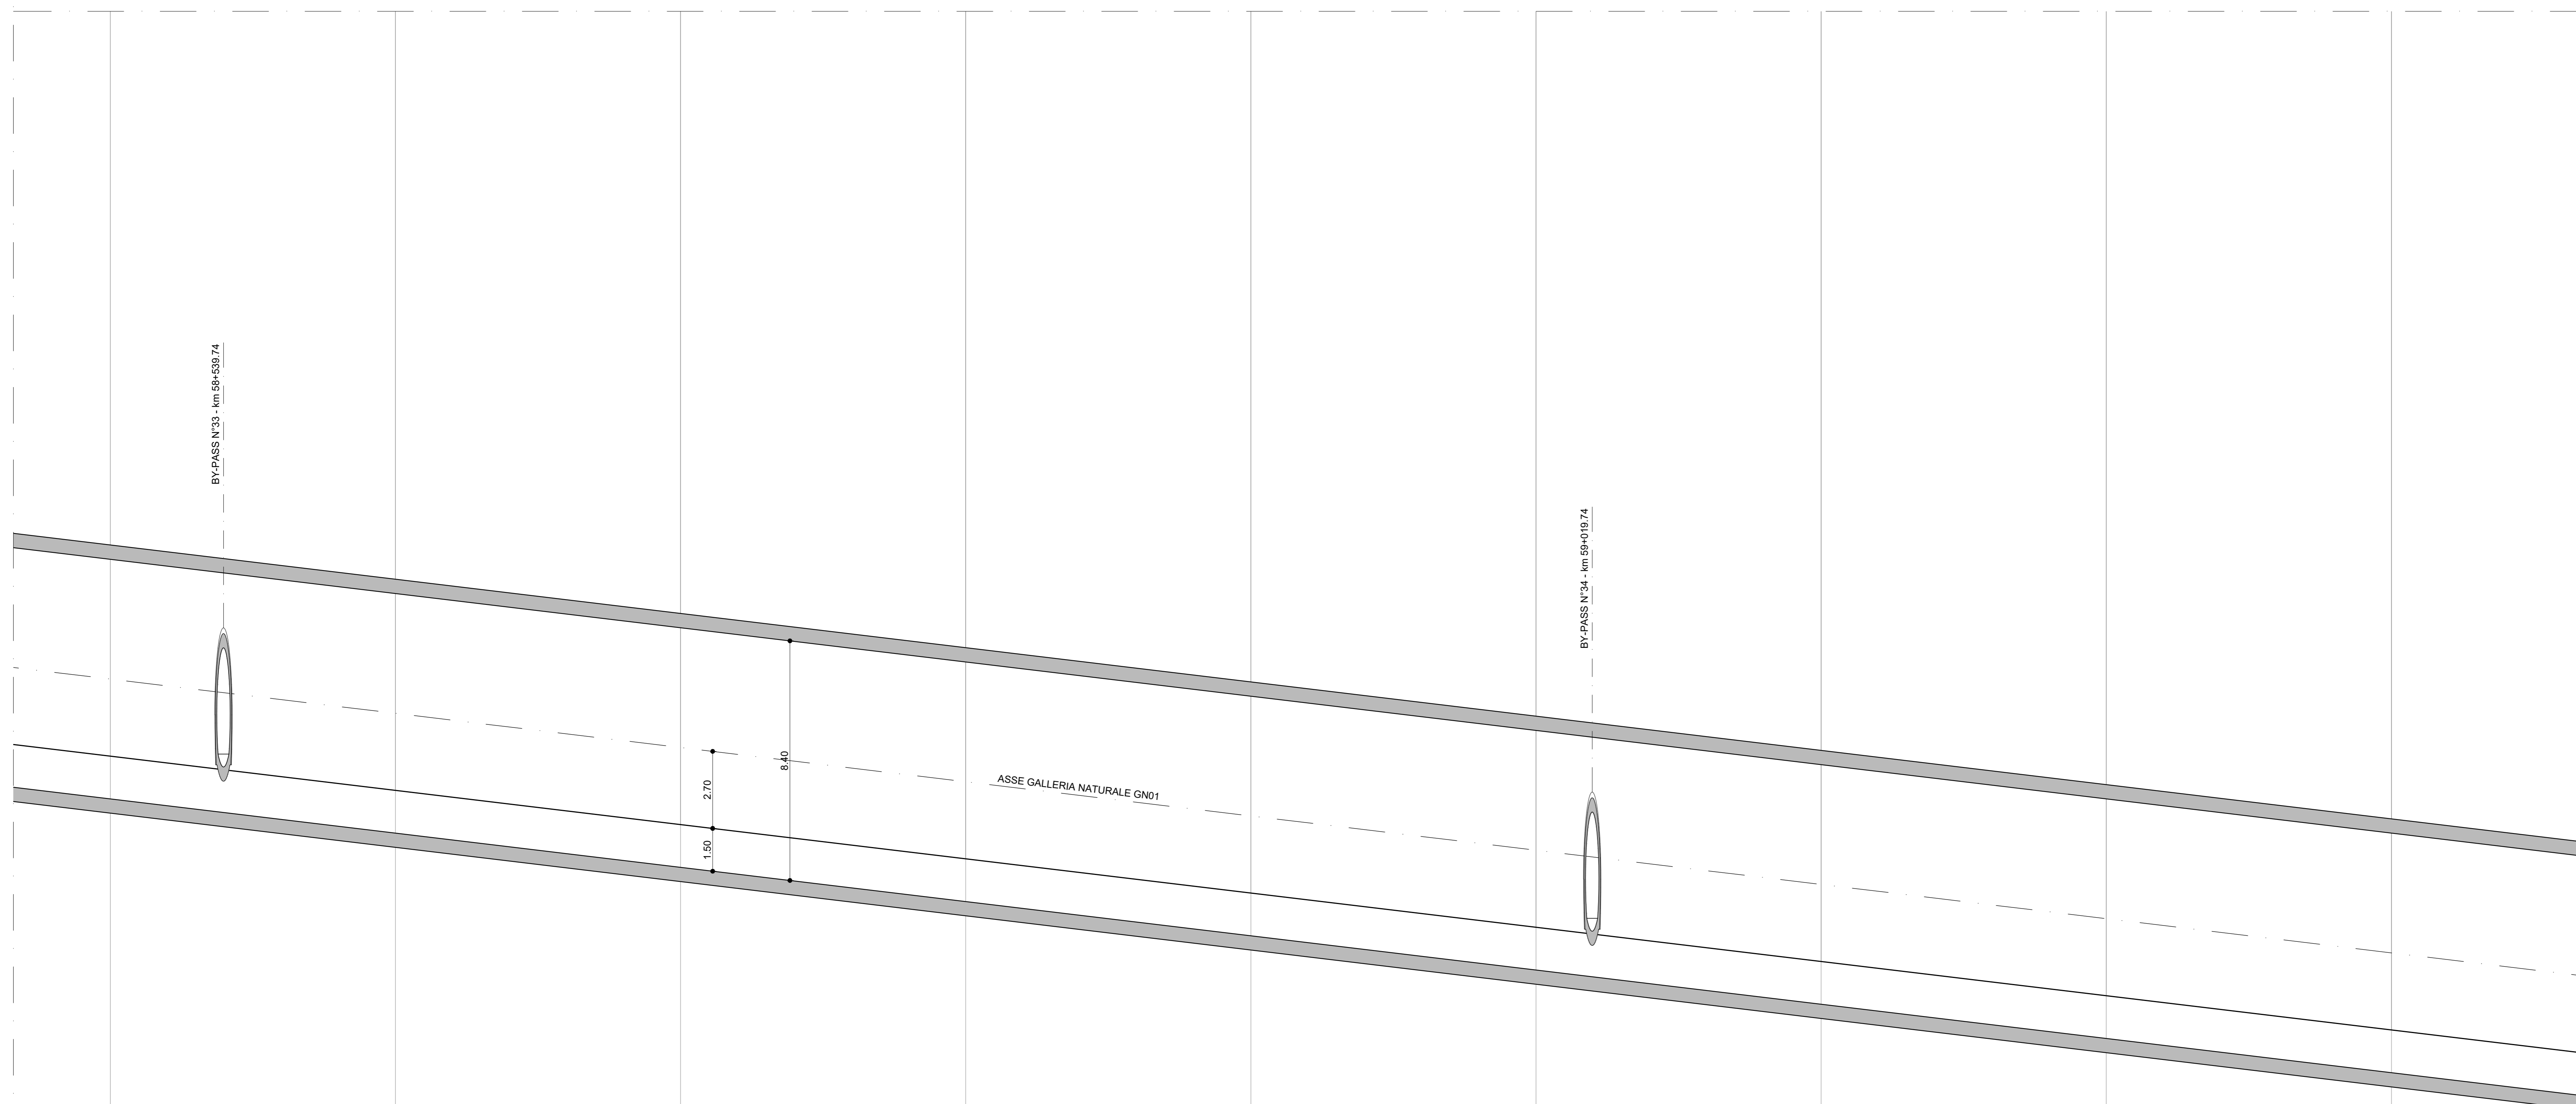 BY-PASS N°33 - km 58+539.74
2.70
1.50
8.40
ASSE GALLERIA NATURALE GN01
BY-PASS N°34 - km 59+019.74